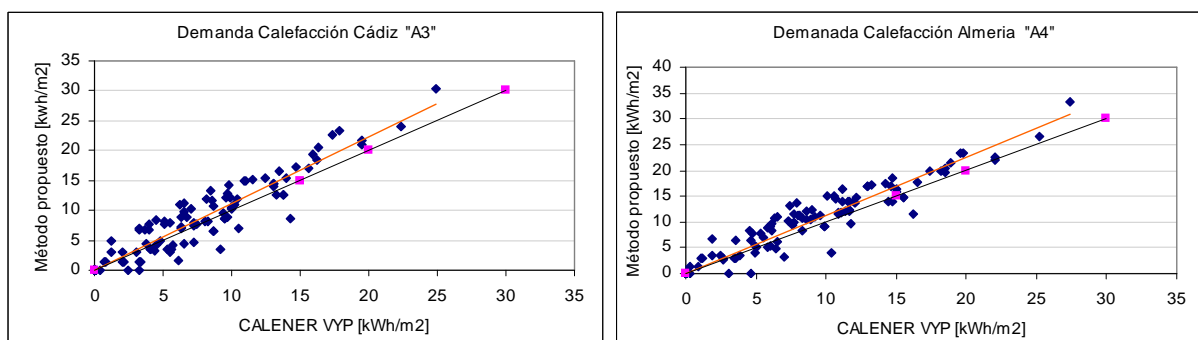 Demanda Calefacción Cádiz "A3"
Método propuesto [kwh/m2]
35
30
25
20
15
10
5
0
0 5 10 15 20 25 30 35
CALENER VYP [kWh/m2]
Demanada Calefacción Almeria "A4"
Método propuesto [kWh/m2]
40
35
30
25
20
15
10
5
0
0 5 10 15 20 25 30 35
CALENER VYP [kWh/m2]